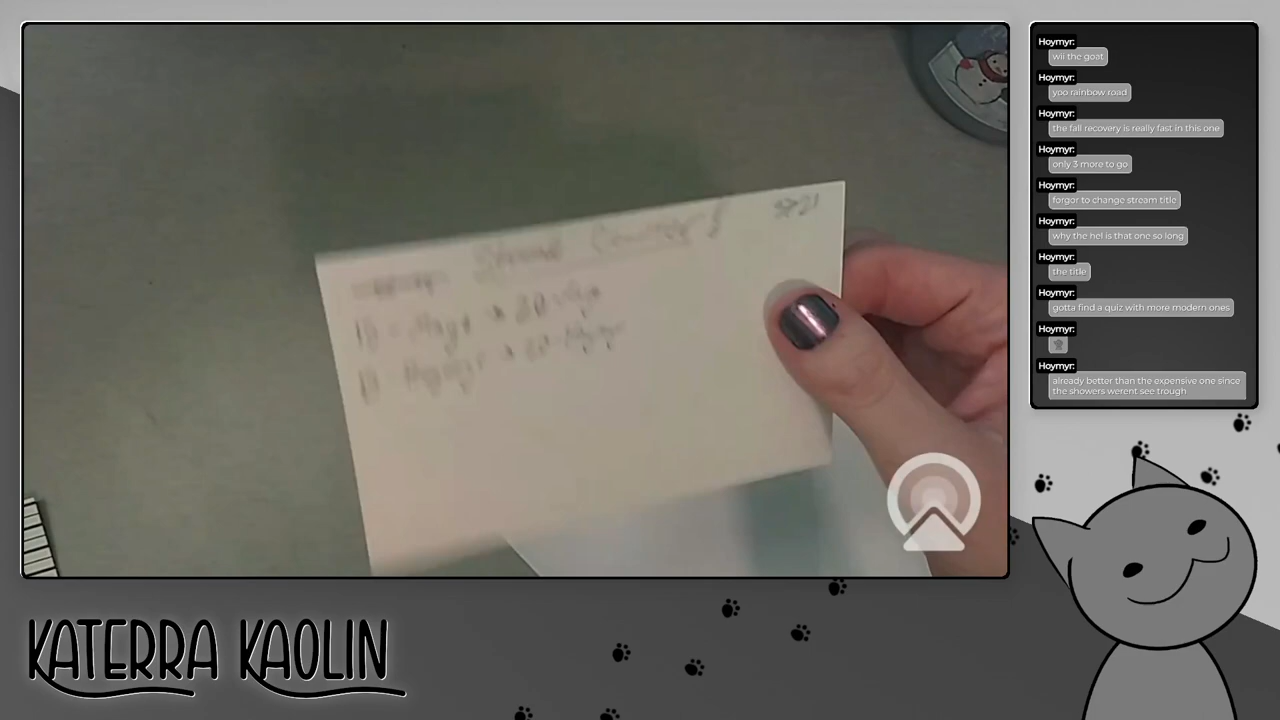 Hoymyr:
wii the goat
Hoymyr:
yoo rainbow road
Hoymyr:
the fall recovery is really fast in this one
Hoymyr:
only 3 more to go
Hoymyr:
forgor to change stream title
Hoymyr:
why the hel is that one so long
Hoymyr:
the title
Hoymyr:
gotta find a quiz with more modern ones
Hoymyr:
Hoymyr:
already better than the expensive one since
the showers werent see trough
KATERRA KAOLIN